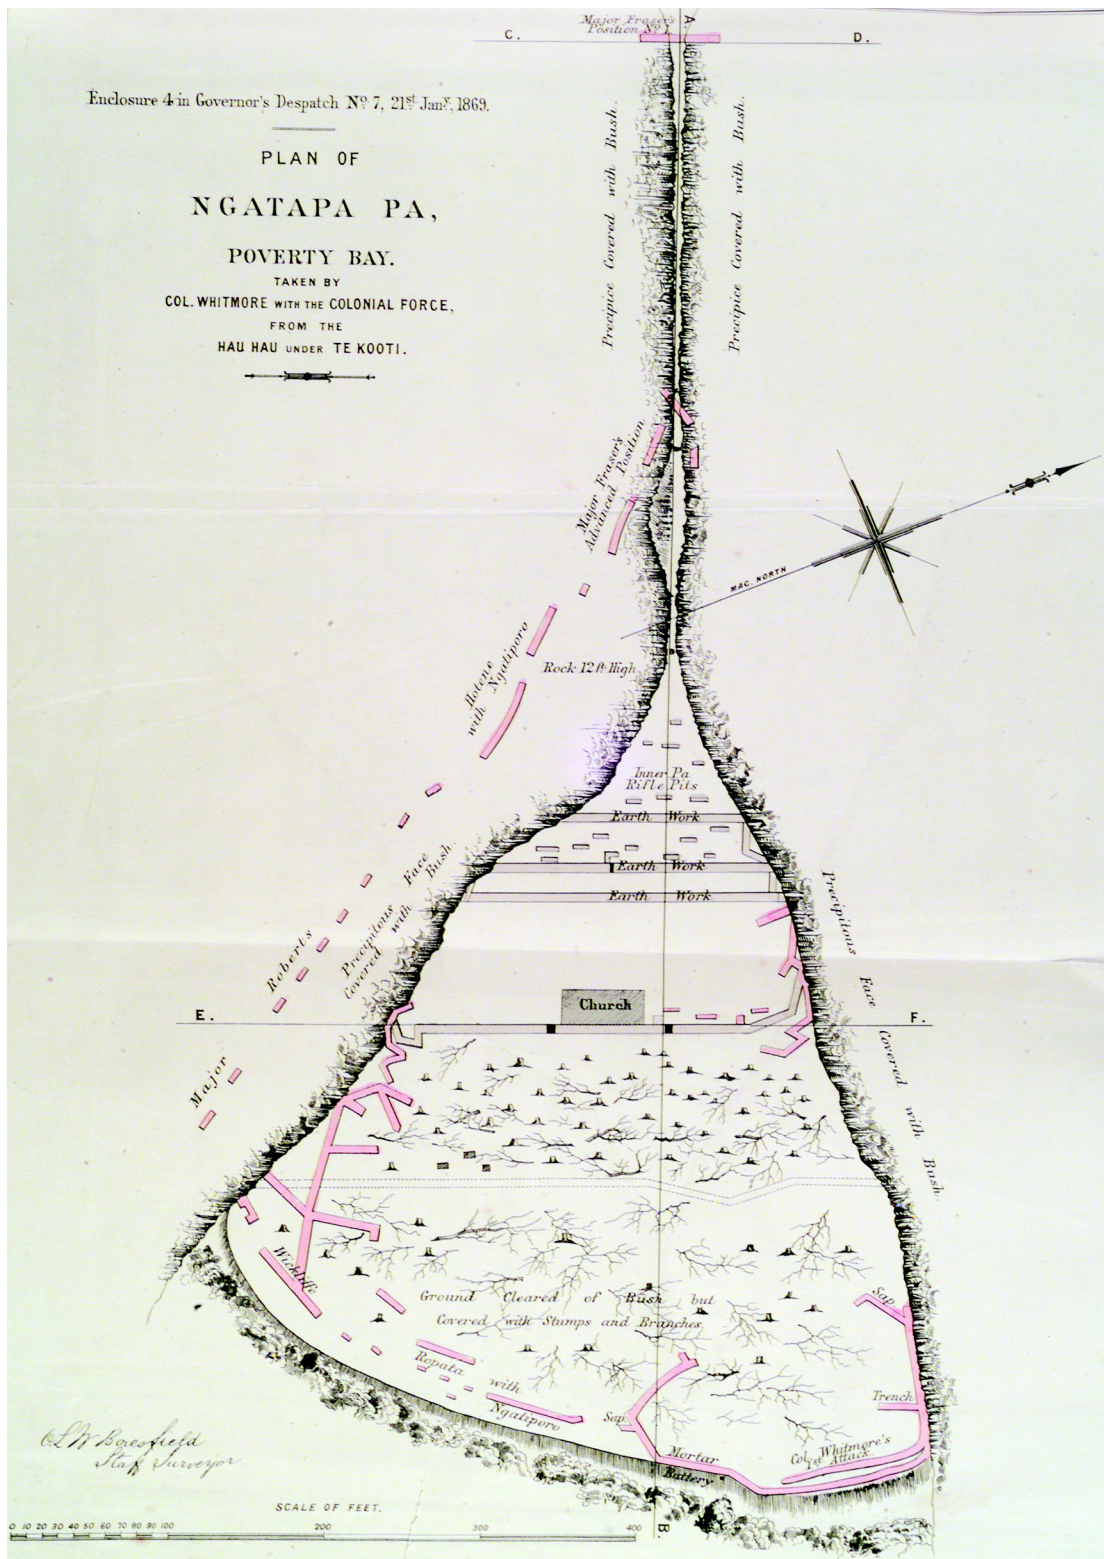 Major Fraser's
Position No. 1.
A.
C.
D.
Enclosure 4 in Governor's Despatch No. 7, 21st. Jany, 1869.
PLAN OF
NGATAPA PA,
POVERTY BAY.
TAKEN BY
COL. WHITMORE WITH THE COLONIAL FORCE,
FROM THE
HAU HAU UNDER TE KOOTI.
Precipice Covered with Bush.
Precipice Covered with Bush.
Major Fraser's
Advanced Position
MAG. NORTH
Hotene
with Ngatiporo
Rock 12 ft. High
Inner Pa
Rifle Pits
Earth Work
Earth Work
Earth Work
Precipitous Face
Covered with Bush.
Precipitous Face Covered with Bush.
Major Roberts
Church
E.
F.
Wickliffe
Ground Cleared of Bush but
Covered with Stumps and Branches.
Sap
Ropata with
Ngatiporo
Sap
Trench
Col. Whitmore's
1st Attack
Mortar
Battery
Staff Surveyor
SCALE OF FEET.
0 10 20 30 40 50 60 70 80 90 100 200 300 400
B.